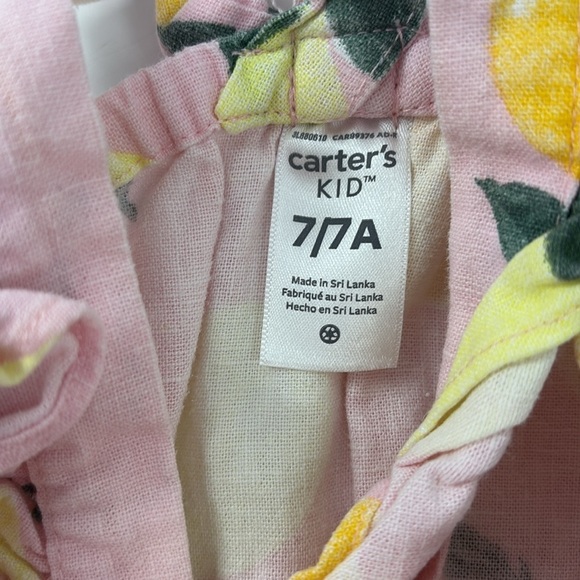 carter's
KID™
7/7A
Made in Sri Lanka
Fabriqué au Sri Lanka
Hecho en Sri Lanka